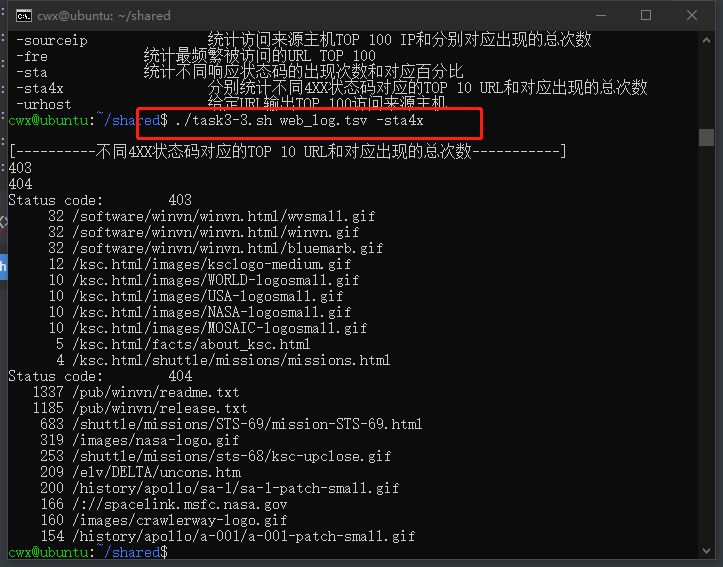 cwx@ubuntu: ~/shared
-sourceip 统计访问来源主机TOP 100 IP和分别对应出现的总次数
-fre 统计最频繁被访问的URL TOP 100
-sta 统计不同响应状态码的出现次数和对应百分比
-sta4x 分别统计不同4XX状态码对应的TOP 10 URL和对应出现的总次数
-urhost 给定URL输出TOP 100访问来源主机
cwx@ubuntu:~/shared$ ./task3-3.sh web_log.tsv -sta4x
[----------不同4XX状态码对应的TOP 10 URL和对应出现的总次数-----------]
403
404
Status code: 403
32 /software/winvn/winvn.html/wvsmall.gif
32 /software/winvn/winvn.html/winvn.gif
32 /software/winvn/winvn.html/bluemarb.gif
12 /ksc.html/images/ksclogo-medium.gif
10 /ksc.html/images/WORLD-logosmall.gif
10 /ksc.html/images/USA-logosmall.gif
10 /ksc.html/images/NASA-logosmall.gif
10 /ksc.html/images/MOSAIC-logosmall.gif
5 /ksc.html/facts/about_ksc.html
4 /ksc.html/shuttle/missions/missions.html
Status code: 404
1337 /pub/winvn/readme.txt
1185 /pub/winvn/release.txt
683 /shuttle/missions/STS-69/mission-STS-69.html
319 /images/nasa-logo.gif
253 /shuttle/missions/sts-68/ksc-upclose.gif
209 /elv/DELTA/uncons.htm
200 /history/apollo/sa-1/sa-1-patch-small.gif
166 /://spacelink.msfc.nasa.gov
160 /images/crawlerway-logo.gif
154 /history/apollo/a-001/a-001-patch-small.gif
cwx@ubuntu:~/shared$